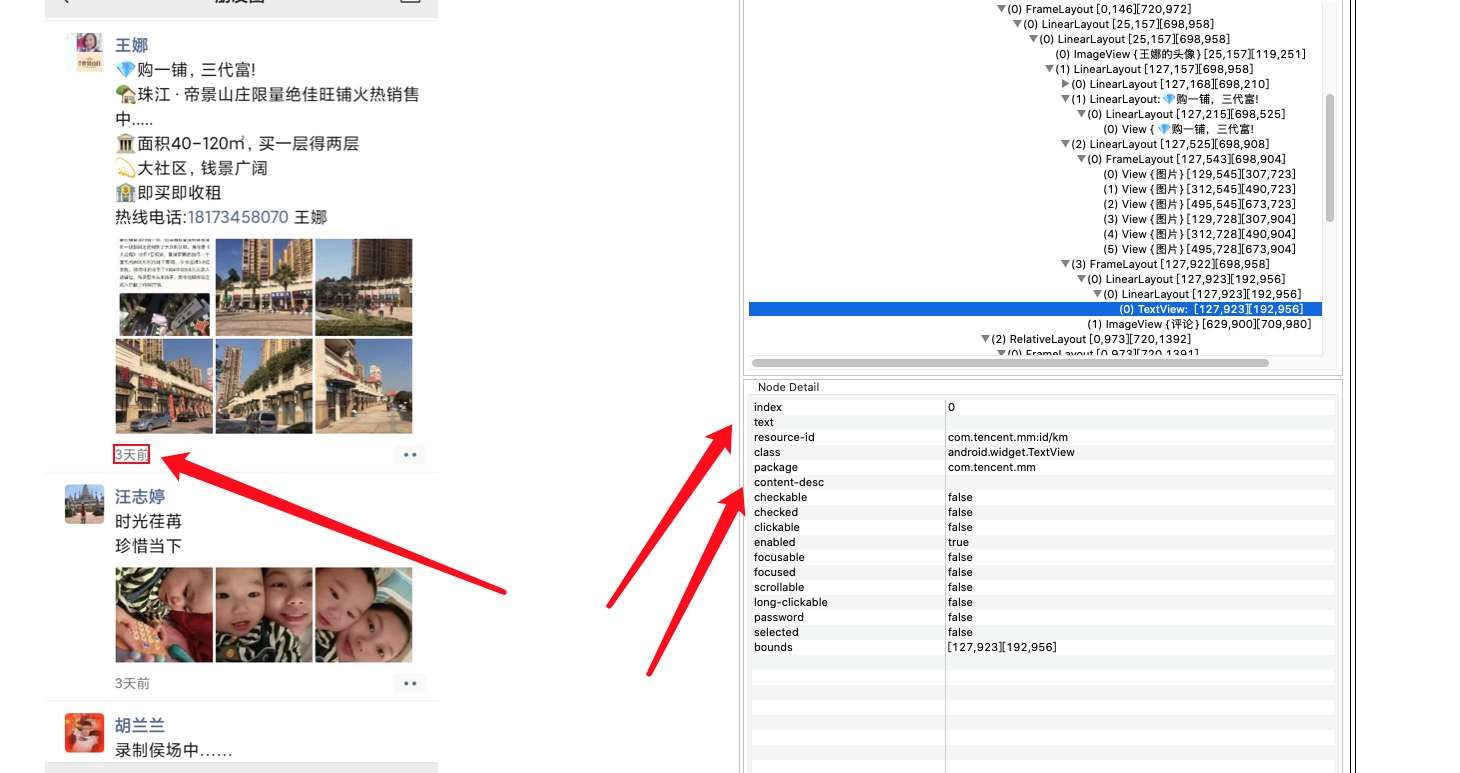 王娜
💎购一铺, 三代富!
🏡珠江·帝景山庄限量绝佳旺铺火热销售
中.....
🏛面积40-120㎡, 买一层得两层
💫大社区, 钱景广阔
🏦即买即收租
热线电话:18173458070 王娜
3天前
汪志婷
时光荏苒
珍惜当下
3天前
胡兰兰
录制侯场中......
(0) FrameLayout [0,146][720,972]
(0) LinearLayout [25,157][698,958]
(0) LinearLayout [25,157][698,958]
(0) ImageView {王娜的头像} [25,157][119,251]
(1) LinearLayout [127,157][698,958]
(0) LinearLayout [127,168][698,210]
(1) LinearLayout: 💎购一铺，三代富!
(0) LinearLayout [127,215][698,525]
(0) View { 💎购一铺，三代富!
(2) LinearLayout [127,525][698,908]
(0) FrameLayout [127,543][698,904]
(0) View {图片} [129,545][307,723]
(1) View {图片} [312,545][490,723]
(2) View {图片} [495,545][673,723]
(3) View {图片} [129,728][307,904]
(4) View {图片} [312,728][490,904]
(5) View {图片} [495,728][673,904]
(3) FrameLayout [127,922][698,958]
(0) LinearLayout [127,923][192,956]
(0) LinearLayout [127,923][192,956]
(0) TextView: [127,923][192,956]
(1) ImageView {评论} [629,900][709,980]
(2) RelativeLayout [0,973][720,1392]
(0) FrameLayout [0,973][720,1391]
Node Detail
index 0
text
resource-id com.tencent.mm:id/km
class android.widget.TextView
package com.tencent.mm
content-desc
checkable false
checked false
clickable false
enabled true
focusable false
focused false
scrollable false
long-clickable false
password false
selected false
bounds [127,923][192,956]